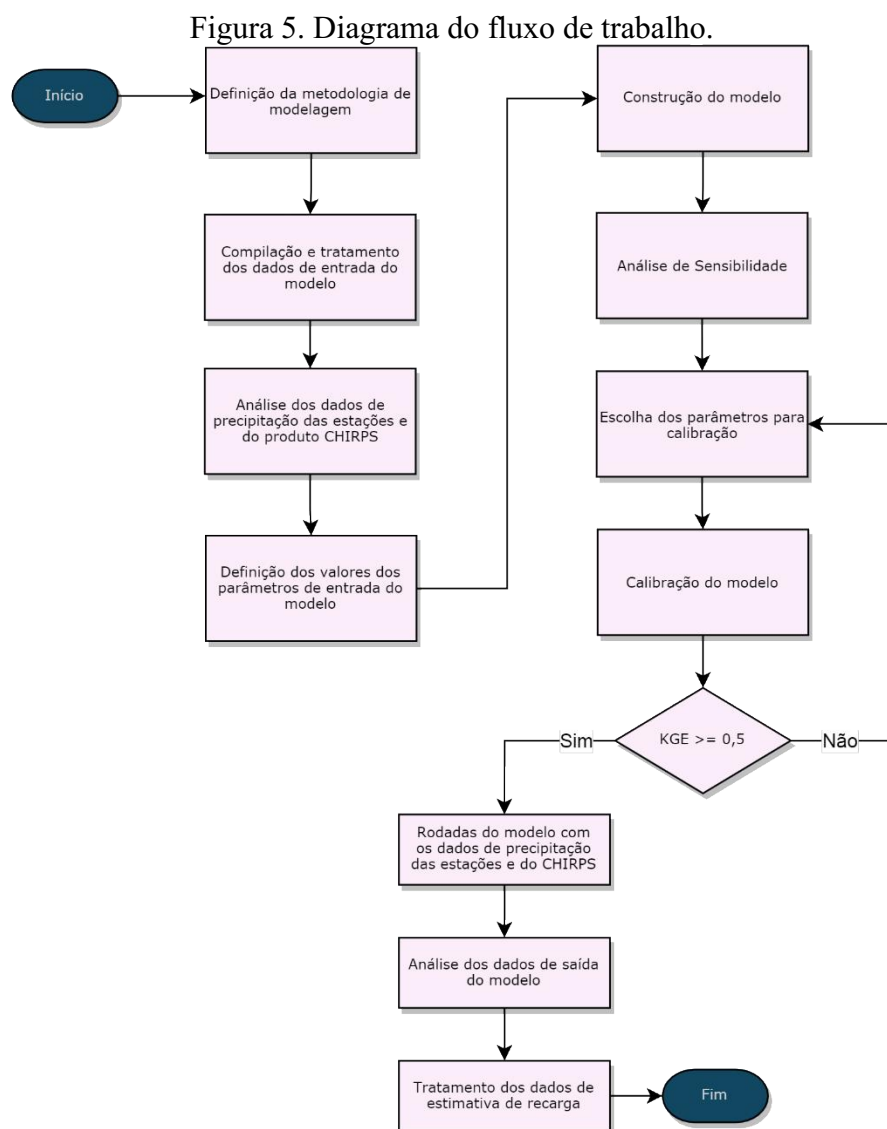 Figura 5. Diagrama do fluxo de trabalho.
Início
Definição da metodologia de
modelagem
Compilação e tratamento
dos dados de entrada do
modelo
Análise dos dados de
precipitação das estações e
do produto CHIRPS
Definição dos valores dos
parâmetros de entrada do
modelo
Construção do modelo
Análise de Sensibilidade
Escolha dos parâmetros para
calibração
Calibração do modelo
KGE >= 0,5
Sim
Não
Rodadas do modelo com
os dados de precipitação
das estações e do CHIRPS
Análise dos dados de saída
do modelo
Tratamento dos dados de
estimativa de recarga
Fim